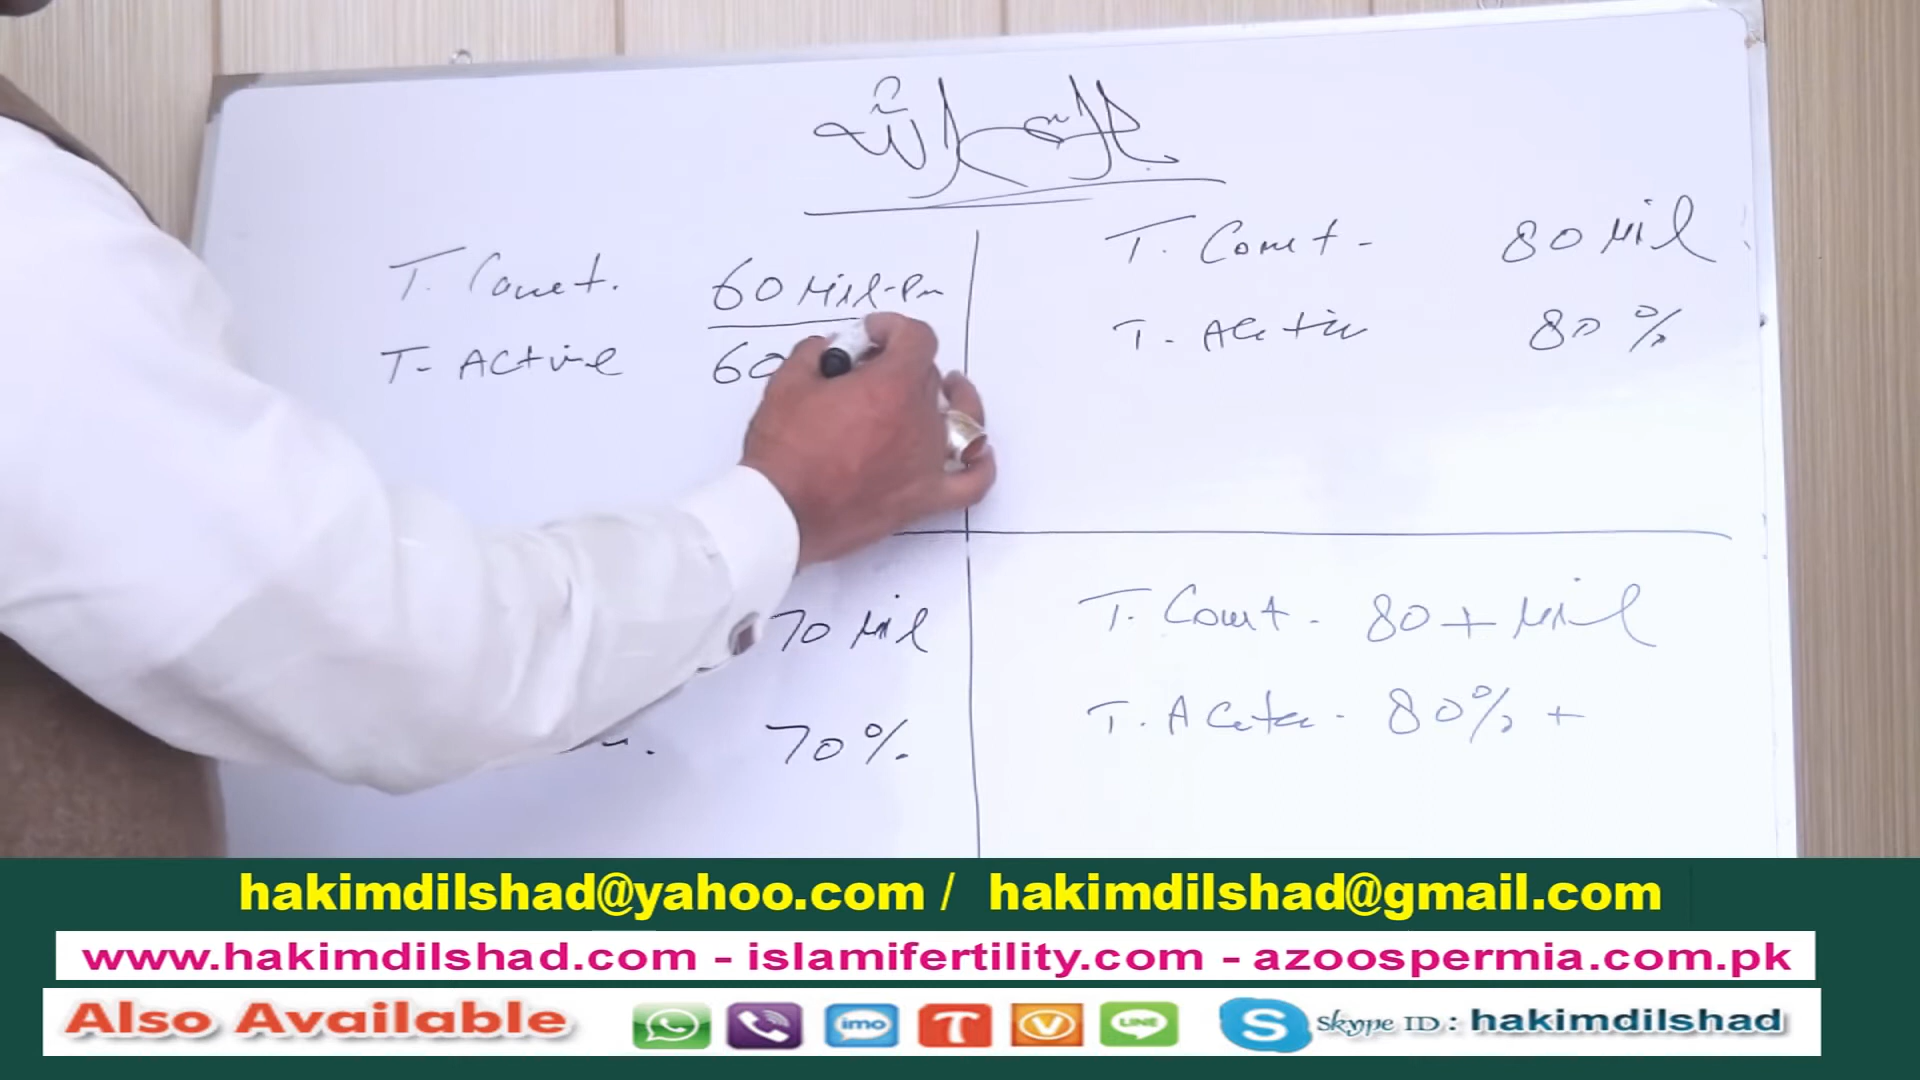 T. Count. 60 Mil-Pm
T- Active 60
T. Count - 80 Mil
T. Active 80 %
70 Mil
70 %.
T. Count - 80 + Mil
T. Active - 80% +
hakimdilshad@yahoo.com / hakimdilshad@gmail.com
www.hakimdilshad.com - islamifertility.com - azoospermia.com.pk
Also Available imo T V LINE S Skype ID : hakimdilshad